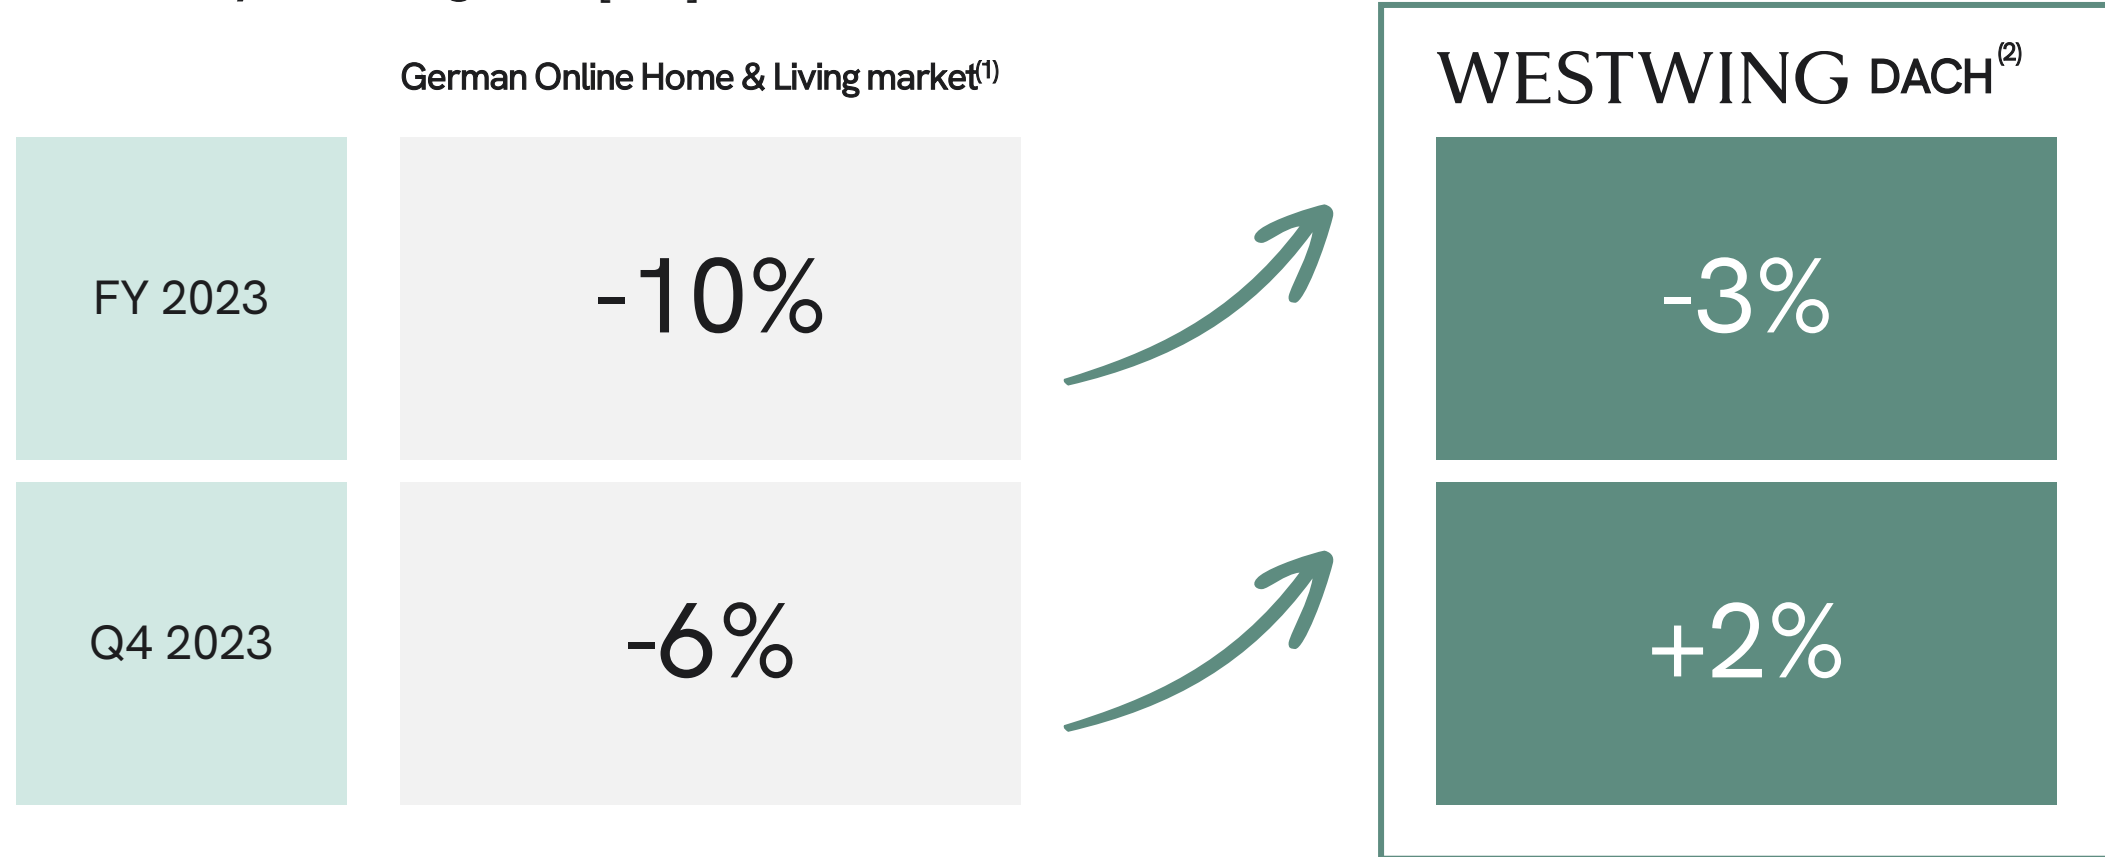 German Online Home & Living market(1)
WESTWING DACH(2)
FY 2023
-10%
-3%
Q4 2023
-6%
+2%